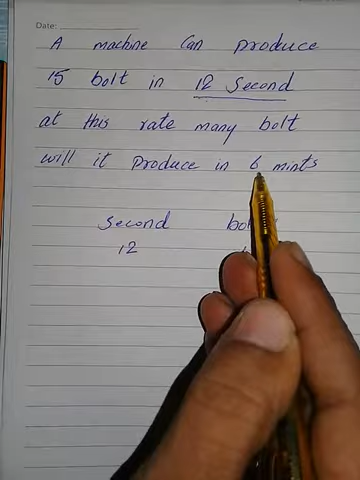 Date:
A machine Can produce
15 bolt in 12 Second
at this rate many bolt
will it produce in 6 mints
Second
12